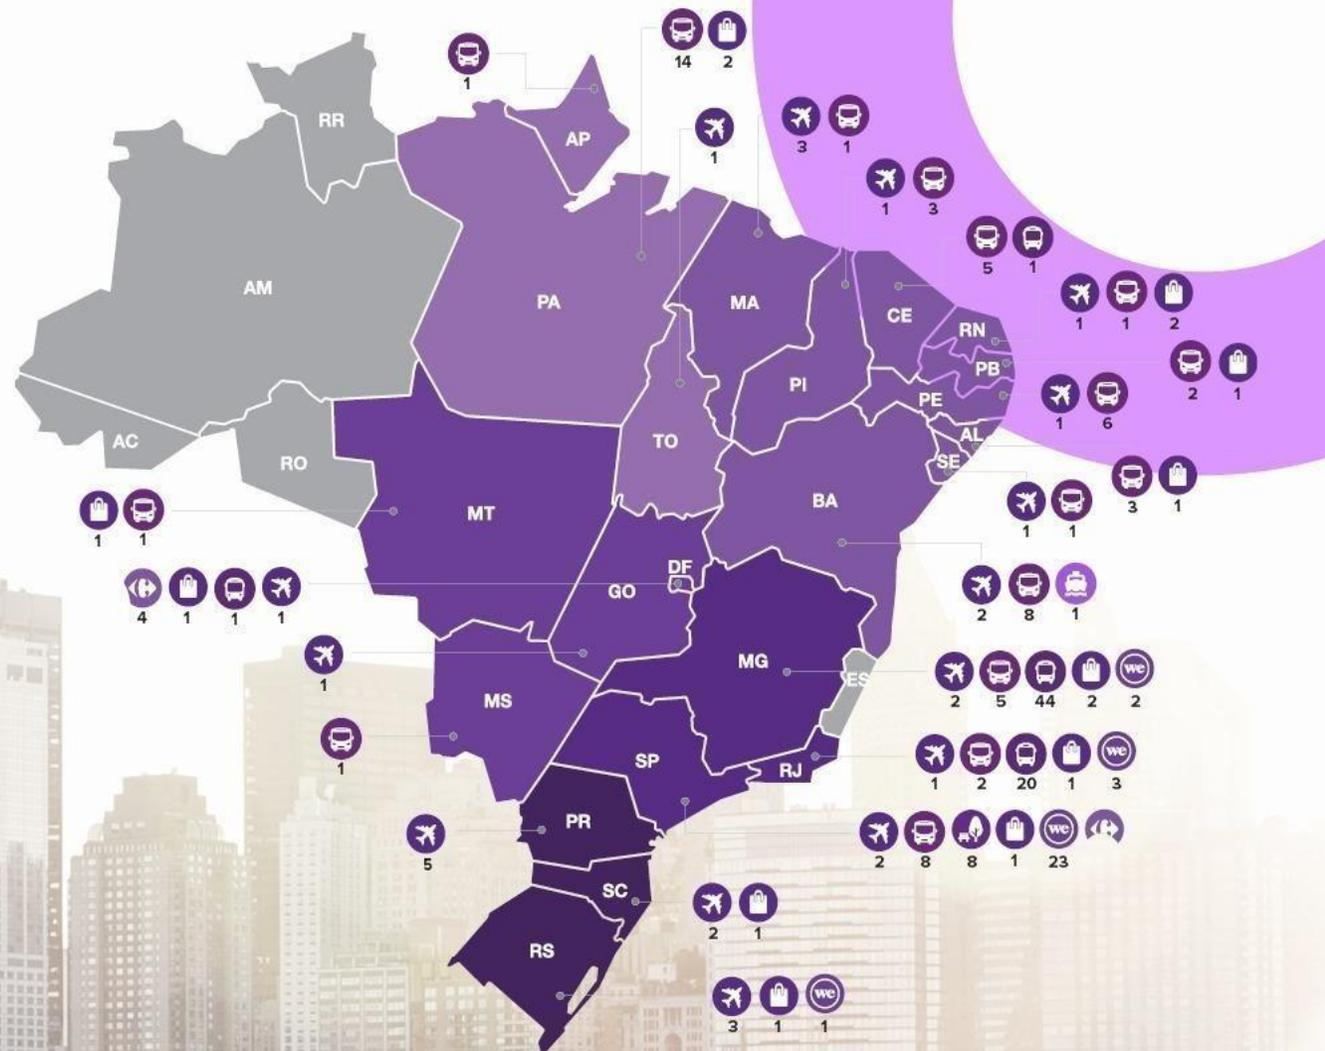 14 2
1
3 1
RR
AP
1
1 3
5 1
AM
PA
MA
CE
RN
1 1 2
PB
PI
PE
2 1
1 6
AC
RO
TO
AL
SE
BA
3 1
1 1
MT
1 1
DF
GO
4 1 1 1
2 8 1
MG
ES
we
1
2 5 44 2 2
MS
SP
RJ
we
1
1 2 20 1 3
PR
we
5
2 8 8 1 23
SC
2 1
RS
we
3 1 1